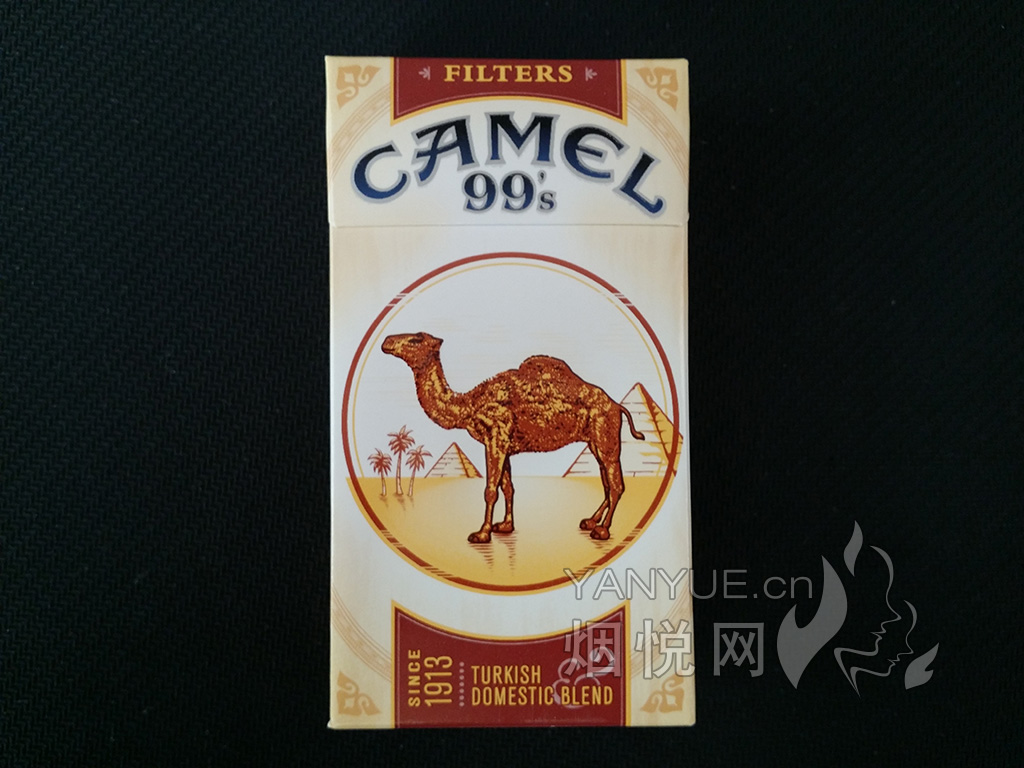 FILTERS
CAMEL
99's
SINCE
1913
TURKISH
DOMESTIC BLEND
YANYUE.cn
烟悦网